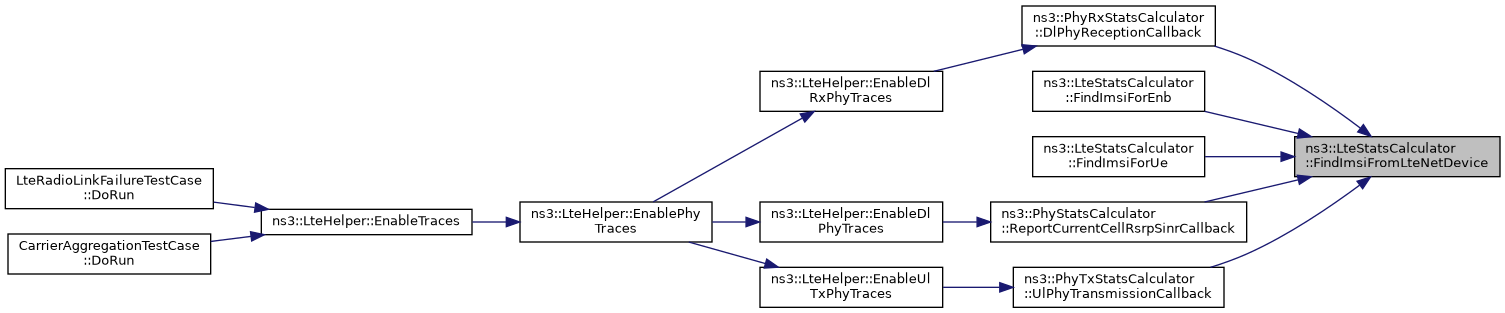 ns3::PhyRxStatsCalculator
::DlPhyReceptionCallback
ns3::LteHelper::EnableDl
RxPhyTraces
ns3::LteStatsCalculator
::FindImsiForEnb
ns3::LteStatsCalculator
::FindImsiForUe
ns3::LteStatsCalculator
::FindImsiFromLteNetDevice
LteRadioLinkFailureTestCase
::DoRun
CarrierAggregationTestCase
::DoRun
ns3::LteHelper::EnableTraces
ns3::LteHelper::EnablePhy
Traces
ns3::LteHelper::EnableDl
PhyTraces
ns3::PhyStatsCalculator
::ReportCurrentCellRsrpSinrCallback
ns3::LteHelper::EnableUl
TxPhyTraces
ns3::PhyTxStatsCalculator
::UlPhyTransmissionCallback